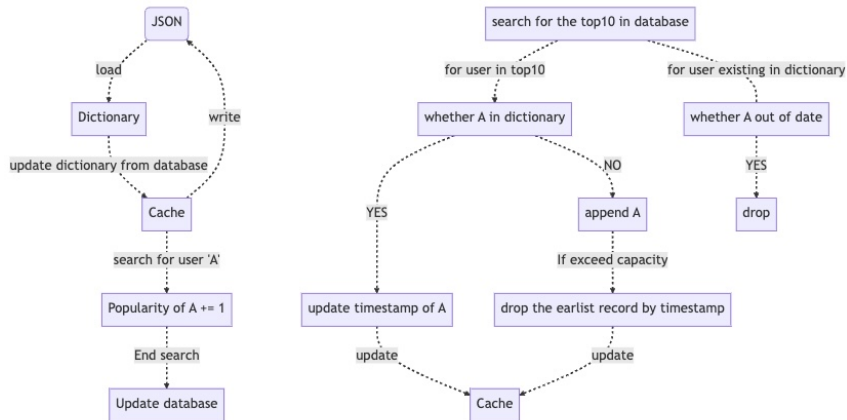 JSON
load
Dictionary
write
update dictionary from database
Cache
search for user 'A'
Popularity of A += 1
End search
Update database
search for the top10 in database
for user in top10
for user existing in dictionary
whether A in dictionary
whether A out of date
YES
NO
YES
append A
drop
If exceed capacity
update timestamp of A
drop the earlist record by timestamp
update
update
Cache